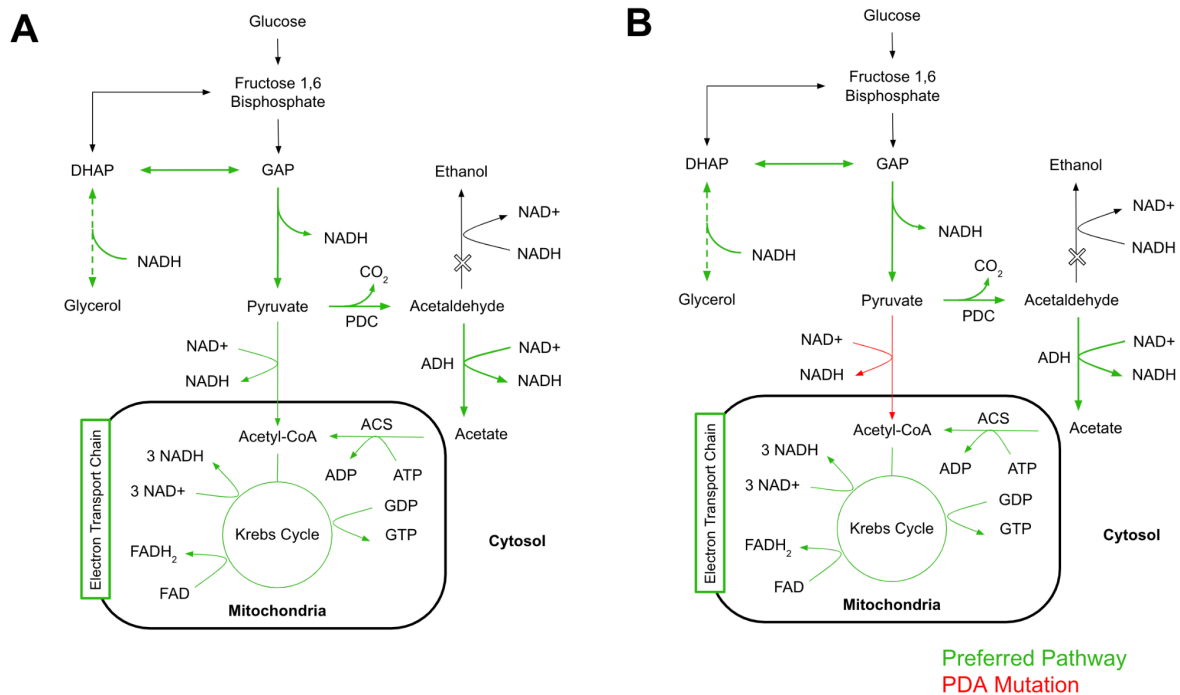 A
Glucose
Fructose 1,6
Bisphosphate
DHAP
GAP
Ethanol
NAD+
NADH
NADH
NADH
CO2
Glycerol
Pyruvate
PDC
Acetaldehyde
NAD+
NADH
ADH
NAD+
NADH
Acetyl-CoA
ACS
Acetate
3 NADH
ADP
ATP
3 NAD+
GDP
Krebs Cycle
GTP
FADH2
FAD
Electron Transport Chain
Cytosol
Mitochondria
B
Glucose
Fructose 1,6
Bisphosphate
DHAP
GAP
Ethanol
NAD+
NADH
NADH
NADH
CO2
Glycerol
Pyruvate
PDC
Acetaldehyde
NAD+
NADH
ADH
NAD+
NADH
Acetyl-CoA
ACS
Acetate
3 NADH
ADP
ATP
3 NAD+
GDP
Krebs Cycle
GTP
FADH2
FAD
Electron Transport Chain
Cytosol
Mitochondria
Preferred Pathway
PDA Mutation